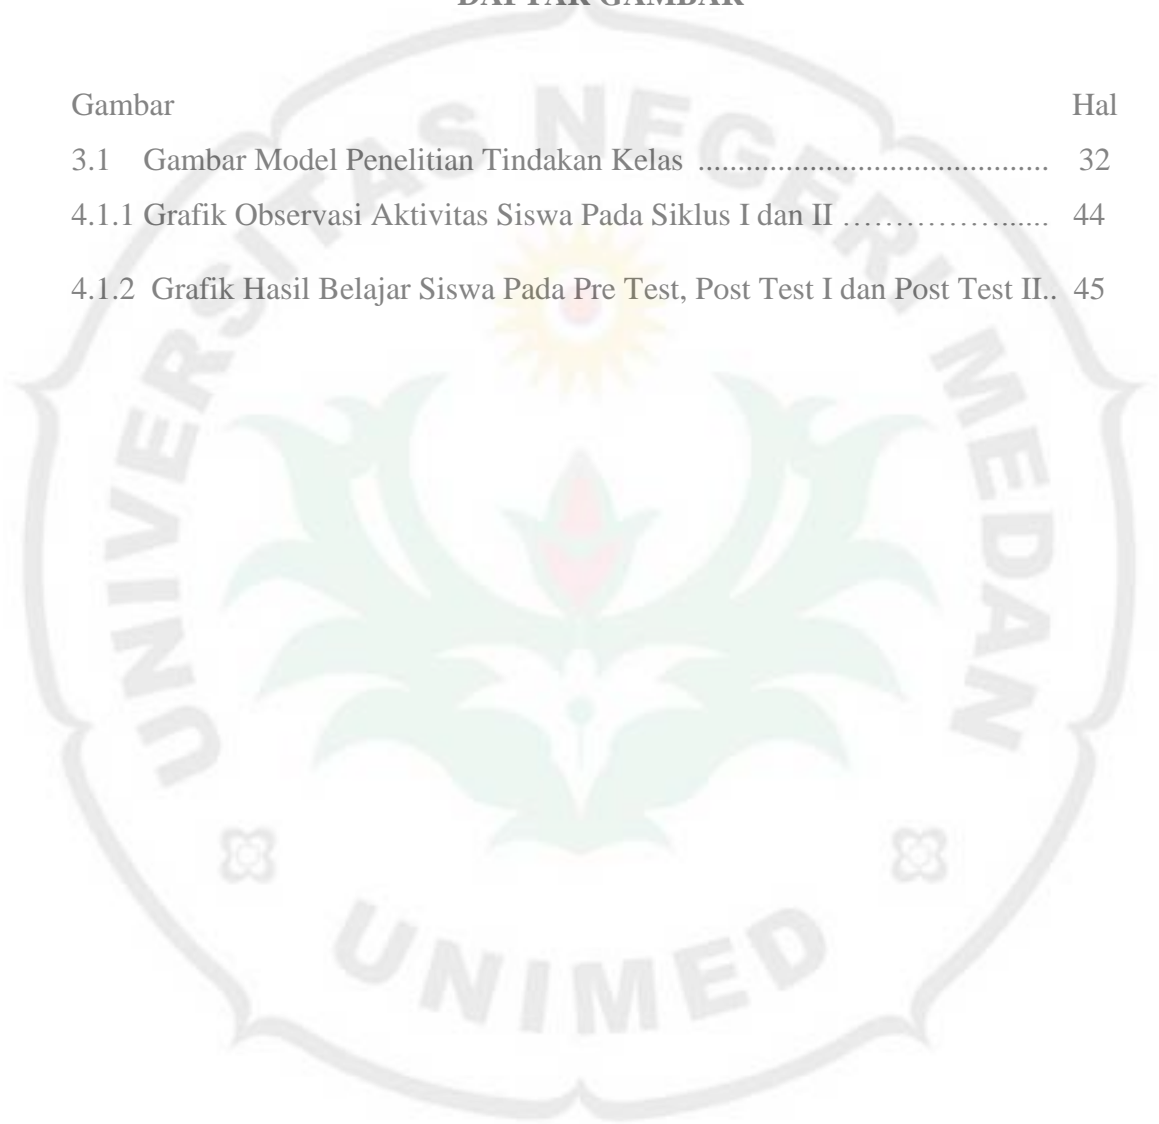 DAFTAR GAMBAR
Gambar Hal
3.1 Gambar Model Penelitian Tindakan Kelas ............................................ 32
4.1.1 Grafik Observasi Aktivitas Siswa Pada Siklus I dan II ……………...... 44
4.1.2 Grafik Hasil Belajar Siswa Pada Pre Test, Post Test I dan Post Test II.. 45
UNIVERSITAS NEGERI MEDAN
UNIMED